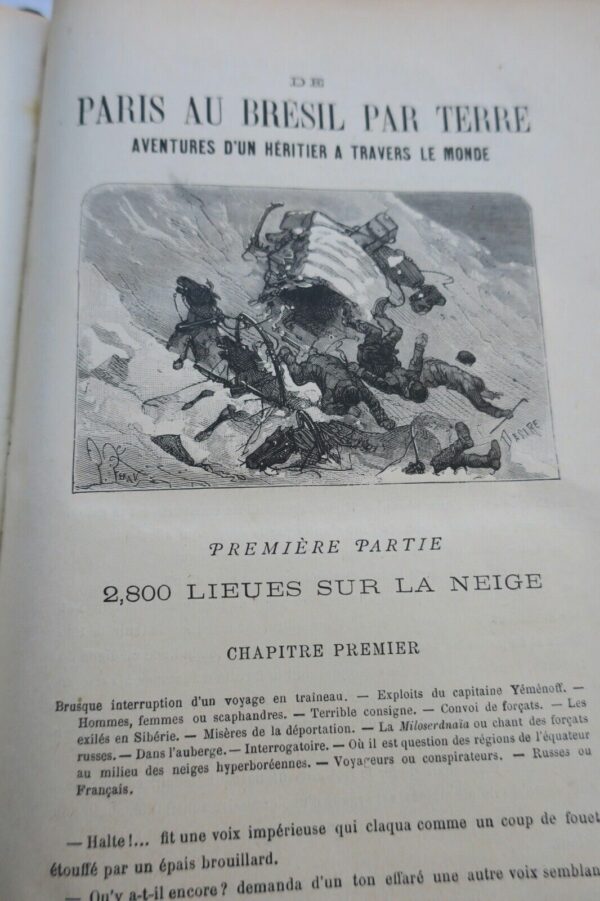 DE
PARIS AU BRESIL PAR TERRE
AVENTURES D'UN HÉRITIER A TRAVERS LE MONDE
DESIRE
PREMIÈRE PARTIE
2,800 LIEUES SUR LA NEIGE
CHAPITRE PREMIER
Brusque interruption d'un voyage en traineau. — Exploits du capitaine Yéménoff. —
Hommes, femmes ou scaphandres. — Terrible consigne. — Convoi de forçats. — Les
exilés en Sibérie. — Misères de la déportation. — La Miloserdnaïa ou chant des forçats
russes. — Dans l'auberge. — Interrogatoire. — Où il est question des régions de l'équateur
au milieu des neiges hyperboréennes. — Voyageurs ou conspirateurs. — Russes ou
Français.
— Halte!... fit une voix impérieuse qui claqua comme un coup de fouet
étouffé par un épais brouillard.
— Qu'y a-t-il encore? demanda d'un ton effaré une autre voix semblan